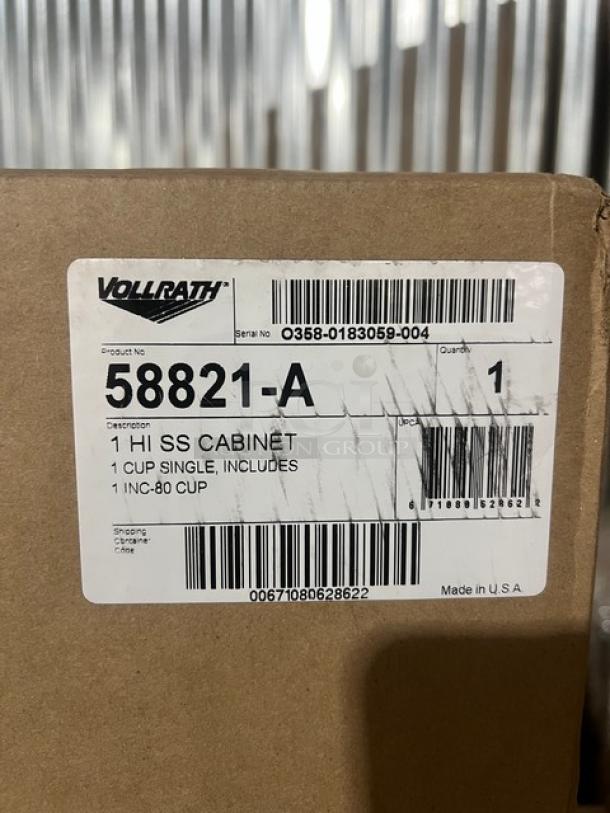 VOLLRATH
Serial No O358-0183059-004
Product No
58821-A
Quantity
1
Description
1 HI SS CABINET
1 CUP SINGLE, INCLUDES
1 INC-80 CUP
UPCA
Shipping
Container
Code
00671080628622
Made in U.S.A.